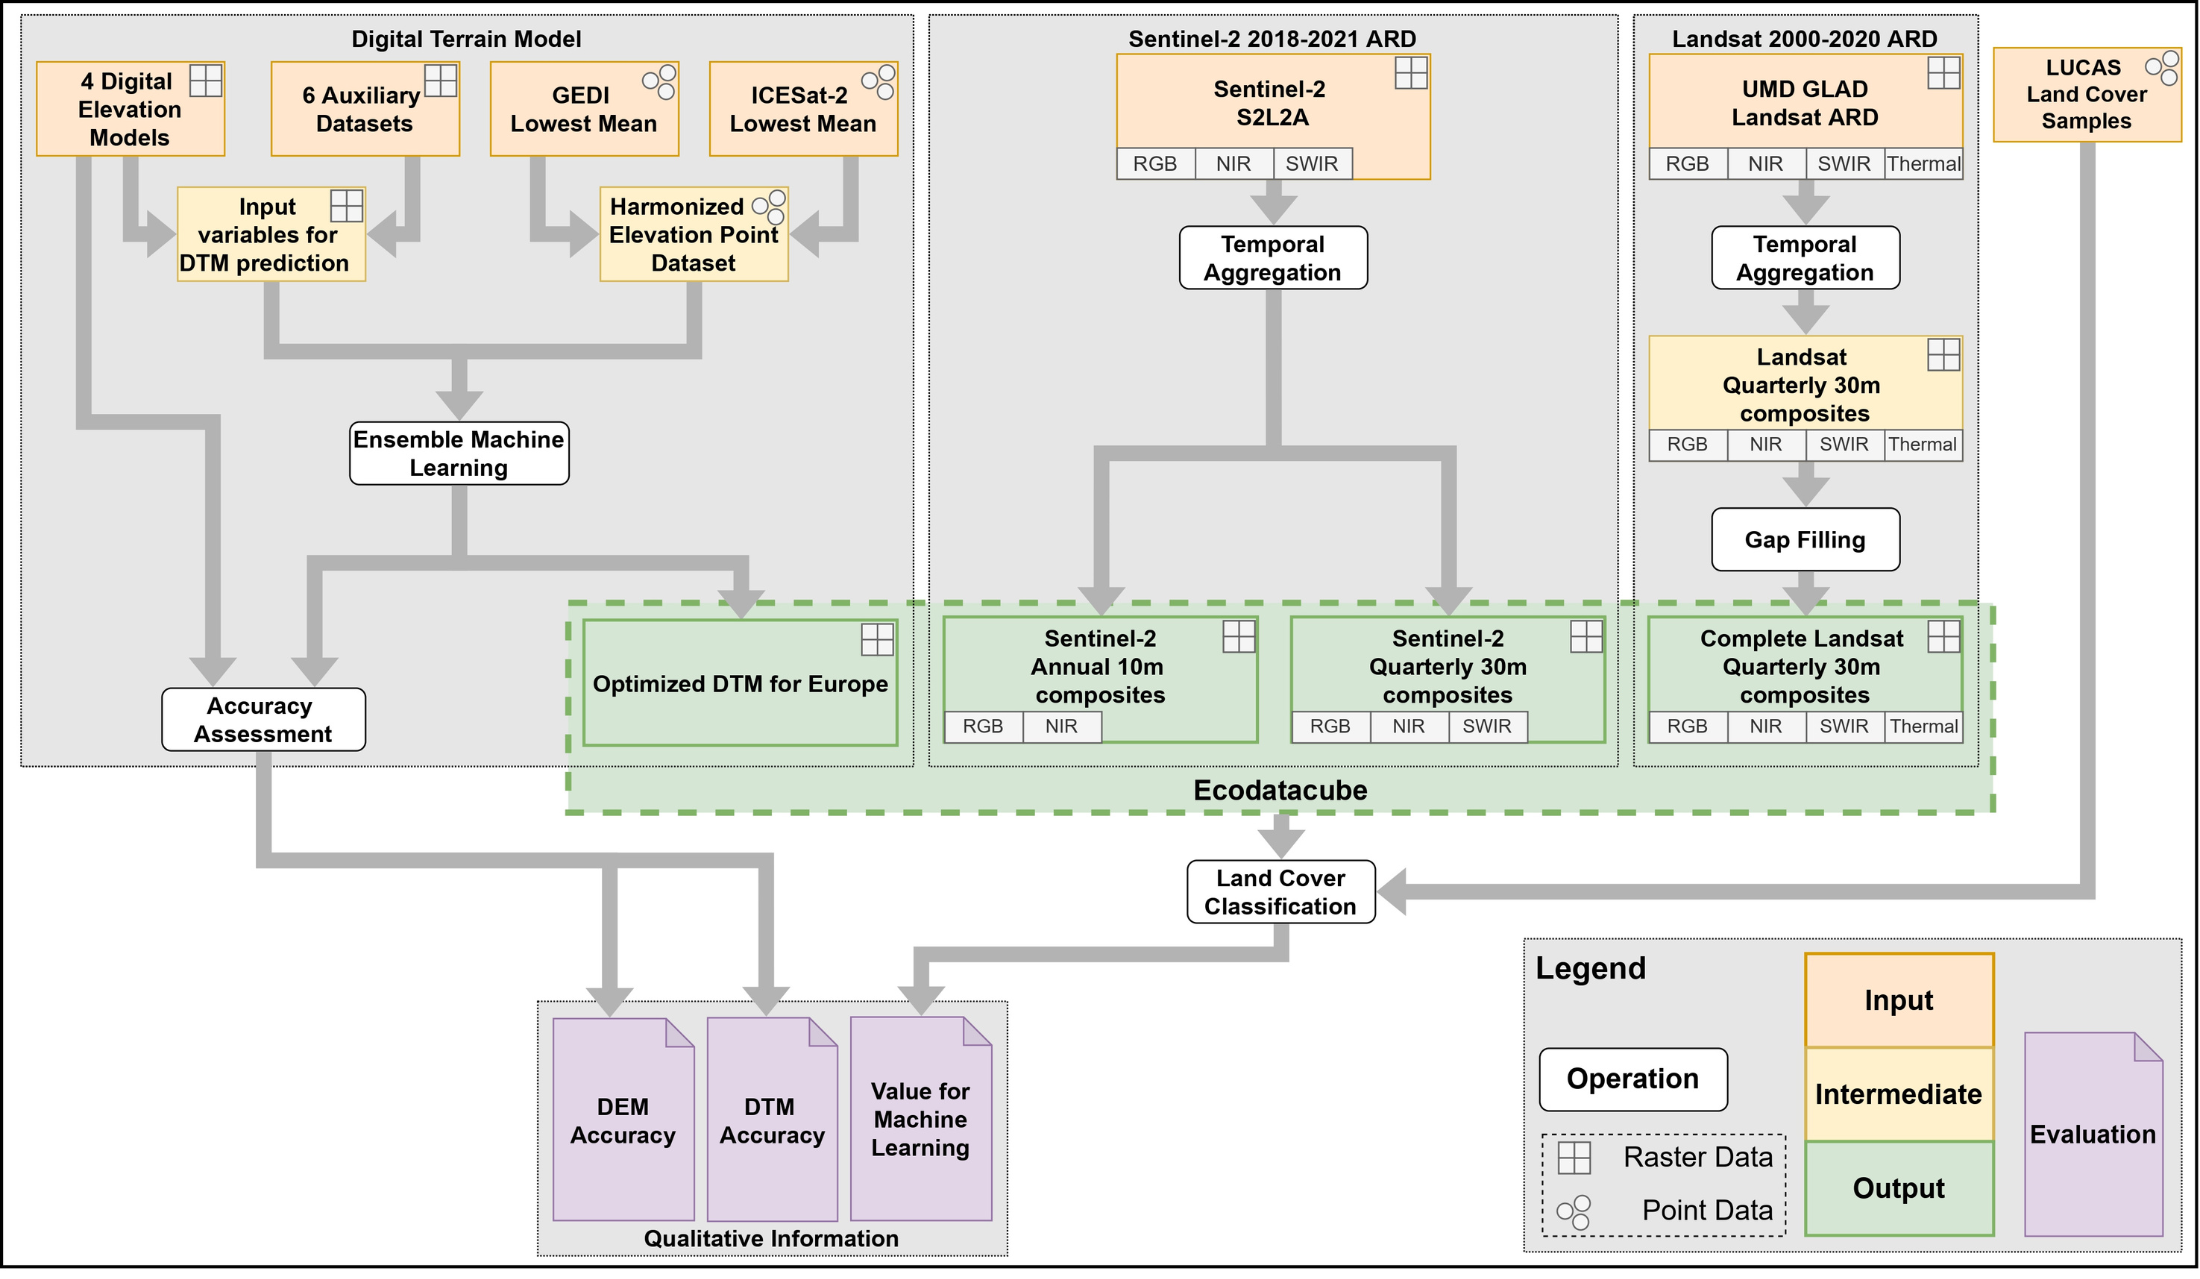 Digital Terrain Model
4 Digital
Elevation
Models
6 Auxiliary
Datasets
GEDI
Lowest Mean
ICESat-2
Lowest Mean
Input
variables for
DTM prediction
Harmonized
Elevation Point
Dataset
Ensemble Machine
Learning
Accuracy
Assessment
Optimized DTM for Europe
Sentinel-2 2018-2021 ARD
Sentinel-2
S2L2A
RGB NIR SWIR
Temporal
Aggregation
Sentinel-2
Annual 10m
composites
RGB NIR
Sentinel-2
Quarterly 30m
composites
RGB NIR SWIR
Landsat 2000-2020 ARD
UMD GLAD
Landsat ARD
RGB NIR SWIR Thermal
Temporal
Aggregation
Landsat
Quarterly 30m
composites
RGB NIR SWIR Thermal
Gap Filling
Complete Landsat
Quarterly 30m
composites
RGB NIR SWIR Thermal
LUCAS
Land Cover
Samples
Ecodatacube
Land Cover
Classification
DEM
Accuracy
DTM
Accuracy
Value for
Machine
Learning
Qualitative Information
Legend
Operation
Raster Data
Point Data
Input
Intermediate
Output
Evaluation